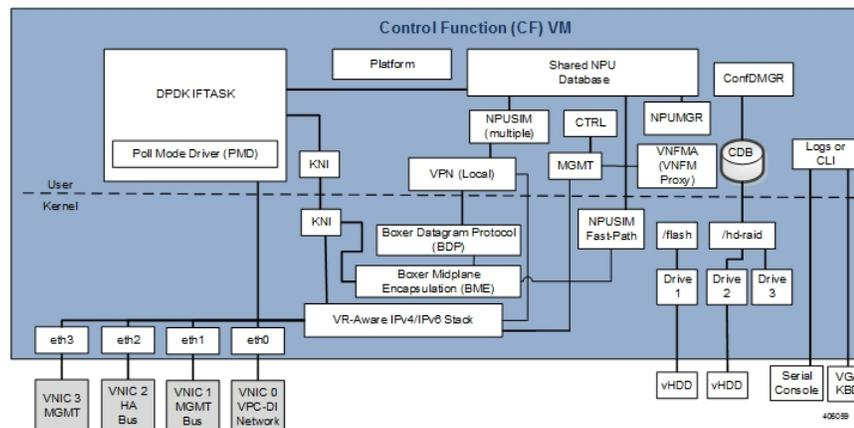 Control Function (CF) VM
Platform
Shared NPU
Database
ConfDMGR
DPDK IFTASK
NPUSIM
(multiple)
CTRL
NPUMGR
Poll Mode Driver (PMD)
KNI
VPN (Local)
MGMT
VNFMA
(VNFM
Proxy)
CDB
Logs or
CLI
User
Kernel
KNI
Boxer Datagram Protocol
(BDP)
NPUSIM
Fast-Path
/flash
/hd-raid
Boxer Midplane
Encapsulation (BME)
Drive
1
Drive
2
Drive
3
VR-Aware IPv4/IPv6 Stack
eth3
eth2
eth1
eth0
VNIC 3
MGMT
VNIC 2
HA
Bus
VNIC 1
MGMT
Bus
VNIC 0
VPC-DI
Network
vHDD
vHDD
Serial
Console